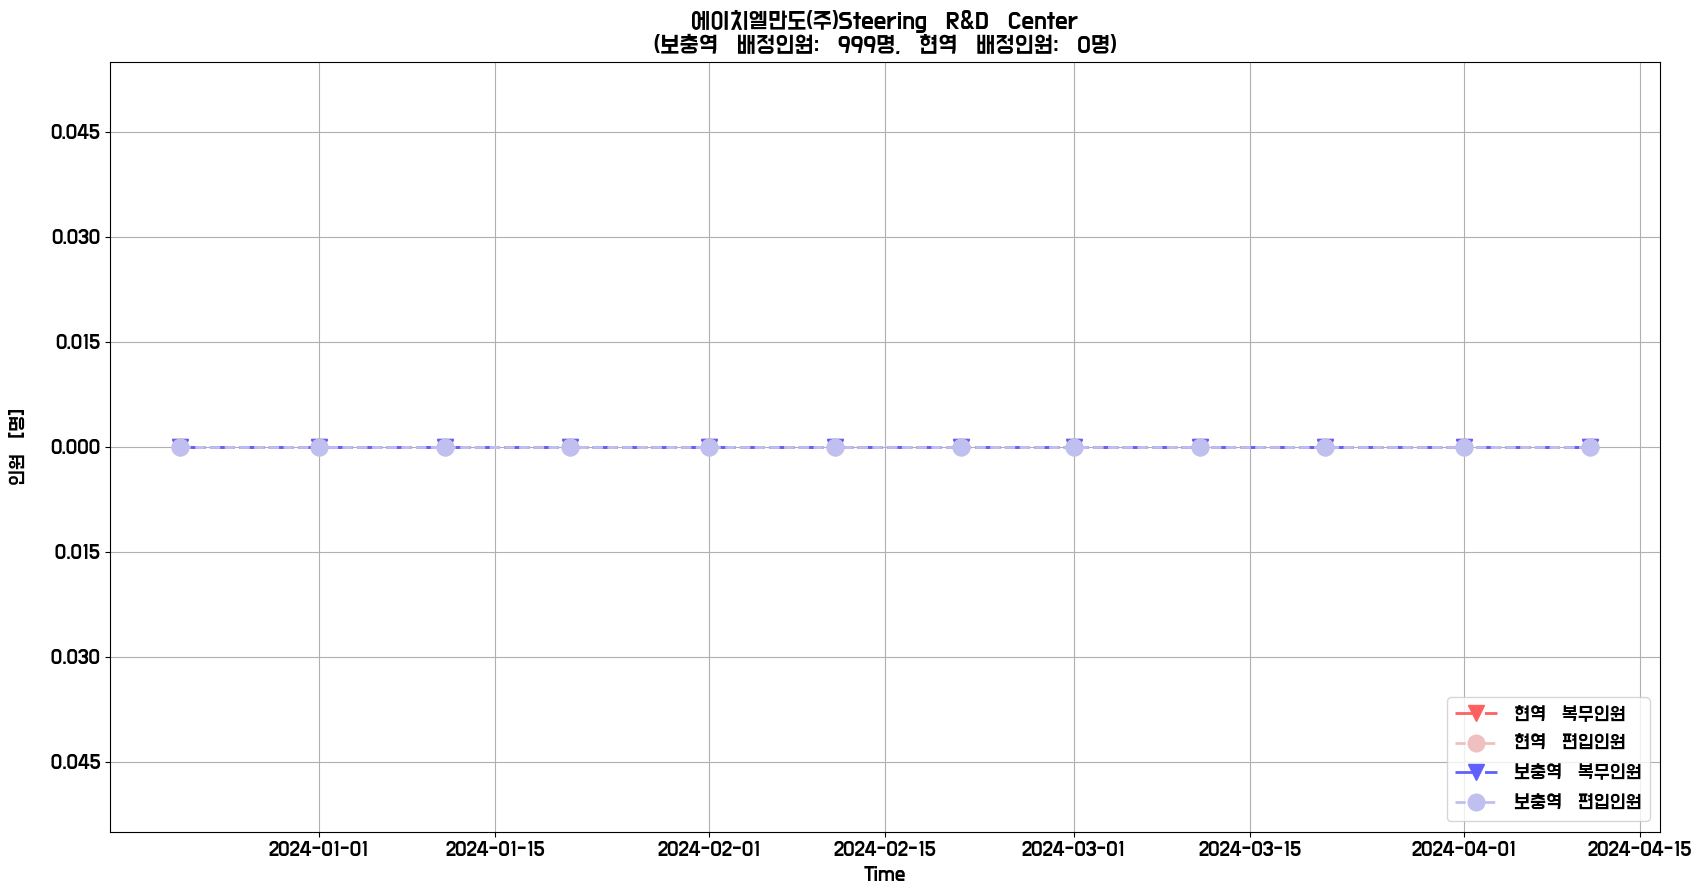 에이치엘만도(주)Steering R&D Center
(보충역 배정인원: 999명, 현역 배정인원: 0명)
0.045
0.030
0.015
0.000
0.015
0.030
0.045
인원 [명]
현역 복무인원
현역 편입인원
보충역 복무인원
보충역 편입인원
2024-01-01 2024-01-15 2024-02-01 2024-02-15 2024-03-01 2024-03-15 2024-04-01 2024-04-15
Time